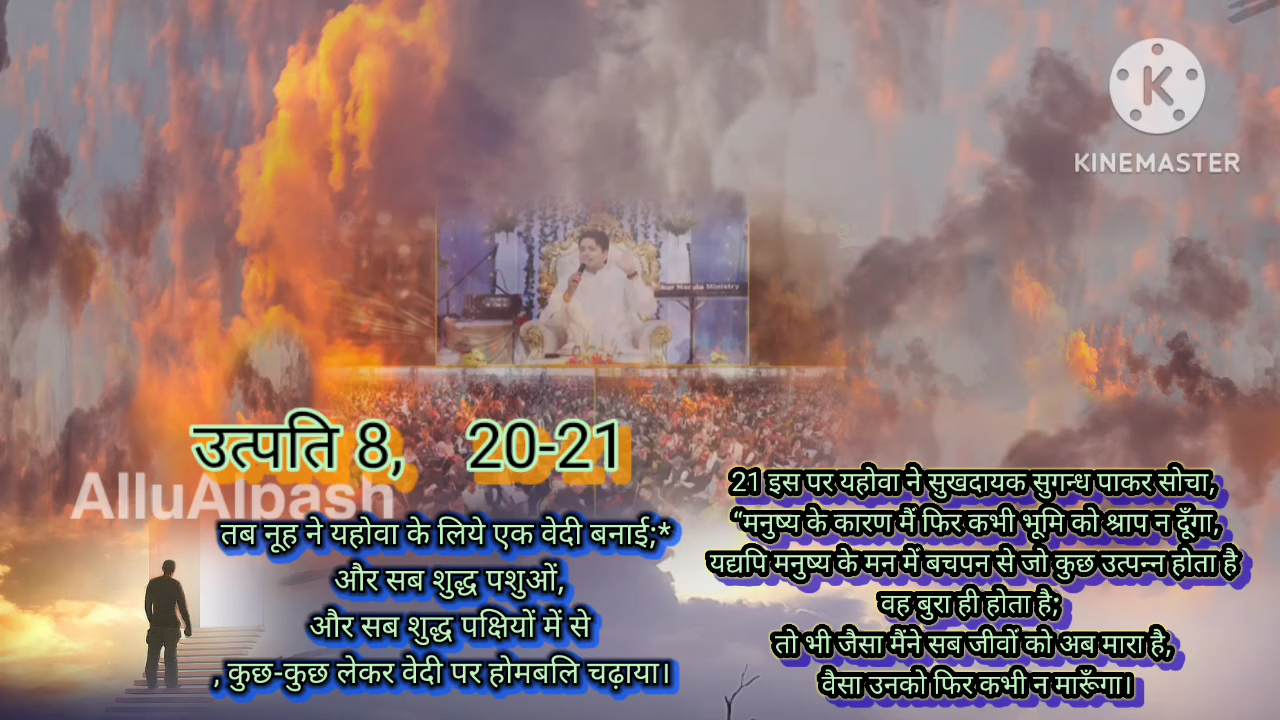 KINEMASTER
Ministry
उत्पति 8, 20-21
AlluAlpash
तब नूह ने यहोवा के लिये एक वेदी बनाई;*
और सब शुद्ध पशुओं,
और सब शुद्ध पक्षियों में से
, कुछ-कुछ लेकर वेदी पर होमबलि चढ़ाया।
21 इस पर यहोवा ने सुखदायक सुगन्ध पाकर सोचा,
“मनुष्य के कारण मैं फिर कभी भूमि को श्राप न दूँगा,
यद्यपि मनुष्य के मन में बचपन से जो कुछ उत्पन्न होता है
वह बुरा ही होता है;
तो भी जैसा मैंने सब जीवों को अब मारा है,
वैसा उनको फिर कभी न मारूँगा।